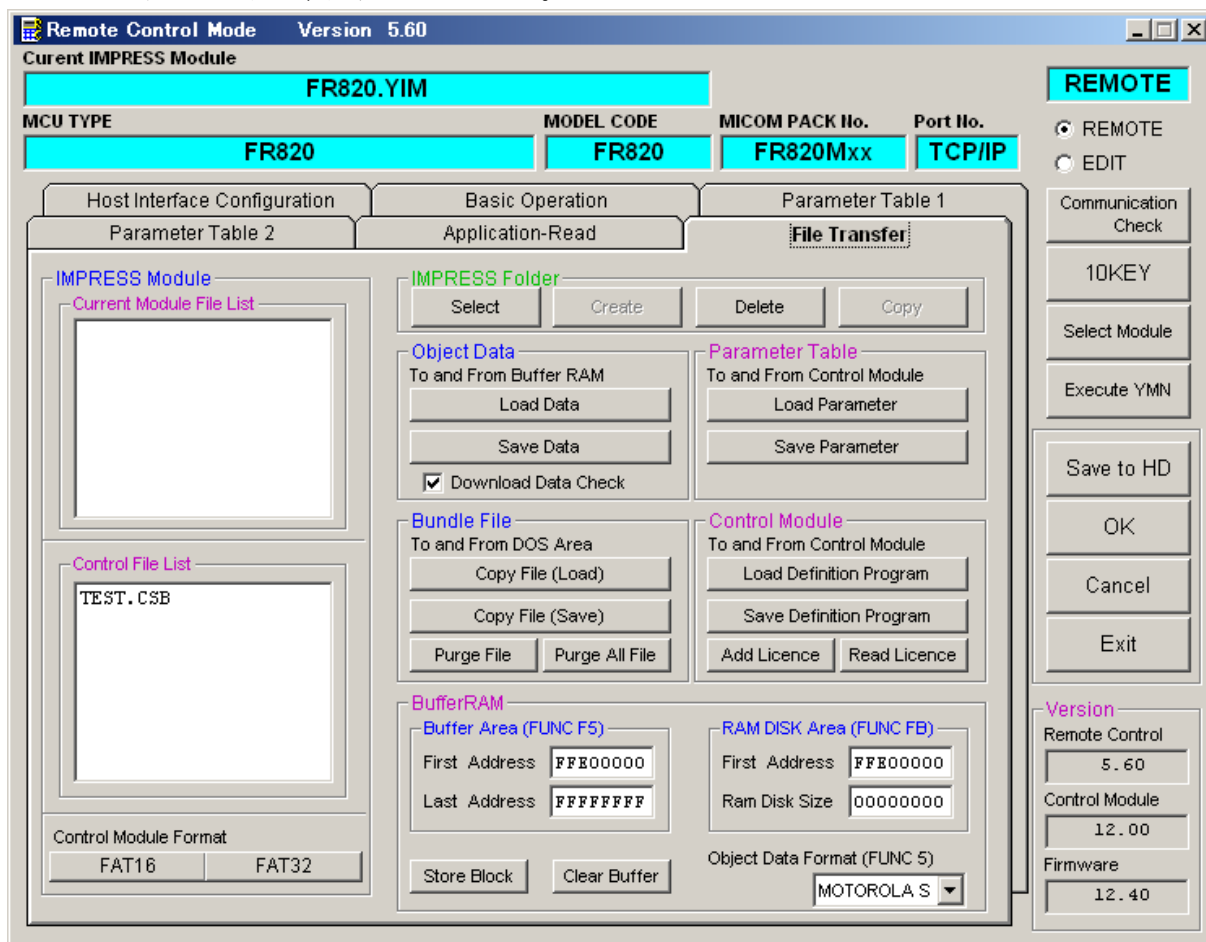 Remote Control Mode Version 5.60
Curent IMPRESS Module
FR820.YIM
REMOTE
MCU TYPE MODEL CODE MICOM PACK No. Port No.
FR820 FR820 FR820Mxx TCP/IP
REMOTE
EDIT
Host Interface Configuration Basic Operation Parameter Table 1
Parameter Table 2 Application-Read File Transfer
Communication
Check
10KEY
Select Module
Execute YMN
Save to HD
OK
Cancel
Exit
IMPRESS Module
Current Module File List
Control File List
TEST.CSB
Control Module Format
FAT16 FAT32
IMPRESS Folder
Select Create Delete Copy
Object Data
To and From Buffer RAM
Load Data
Save Data
Download Data Check
Parameter Table
To and From Control Module
Load Parameter
Save Parameter
Bundle File
To and From DOS Area
Copy File (Load)
Copy File (Save)
Purge File Purge All File
Control Module
To and From Control Module
Load Definition Program
Save Definition Program
Add Licence Read Licence
BufferRAM
Buffer Area (FUNC F5)
First Address FFE00000
Last Address FFFFFFFF
RAM DISK Area (FUNC FB)
First Address FFE00000
Ram Disk Size 00000000
Store Block Clear Buffer
Object Data Format (FUNC 5)
MOTOROLA S
Version
Remote Control
5.60
Control Module
12.00
Firmware
12.40